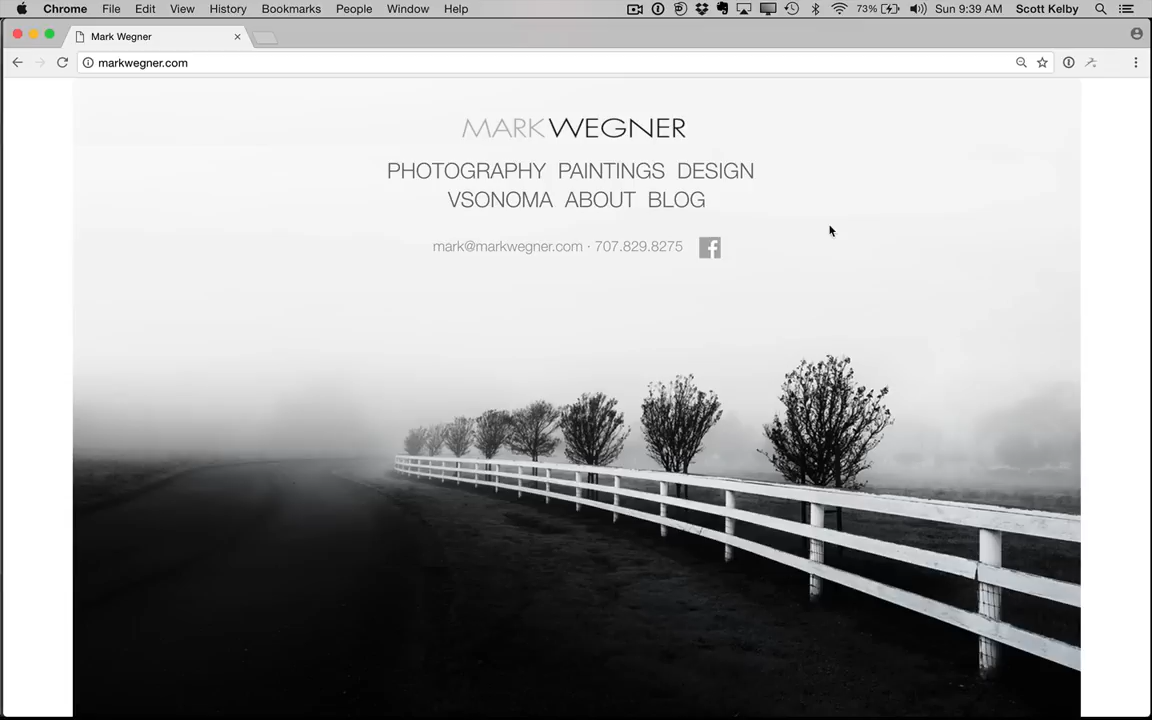 Chrome File Edit View History Bookmarks People Window Help 73% Sun 9:39 AM Scott Kelby
Mark Wegner
markwegner.com
MARKWEGNER
PHOTOGRAPHY PAINTINGS DESIGN
VSONOMA ABOUT BLOG
mark@markwegner.com · 707.829.8275 f